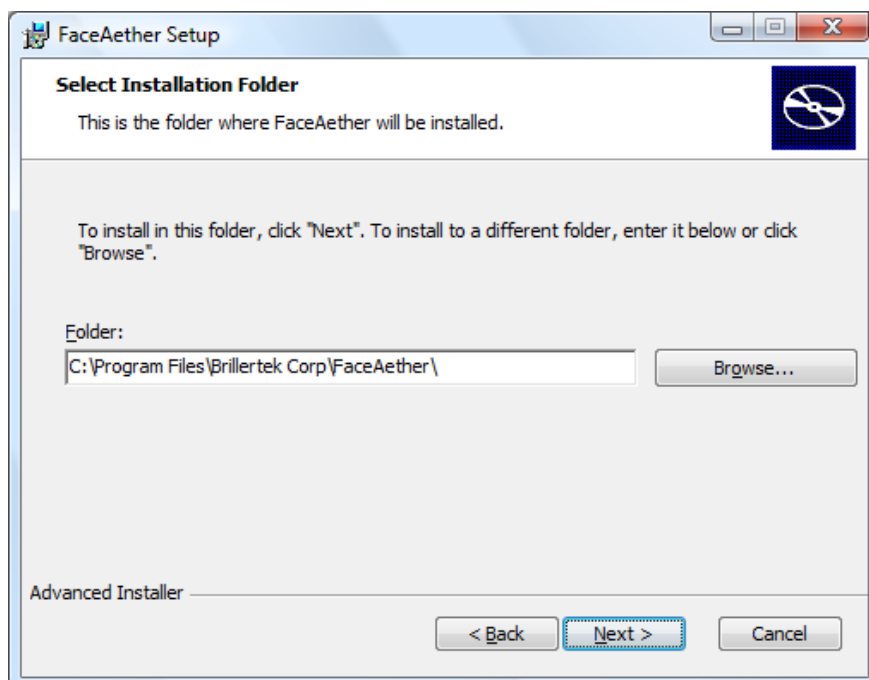 FaceAether Setup
Select Installation Folder
This is the folder where FaceAether will be installed.
To install in this folder, click "Next". To install to a different folder, enter it below or click
"Browse".
Folder:
C:\Program Files\Brillertek Corp\FaceAether\
Browse...
Advanced Installer
< Back
Next >
Cancel